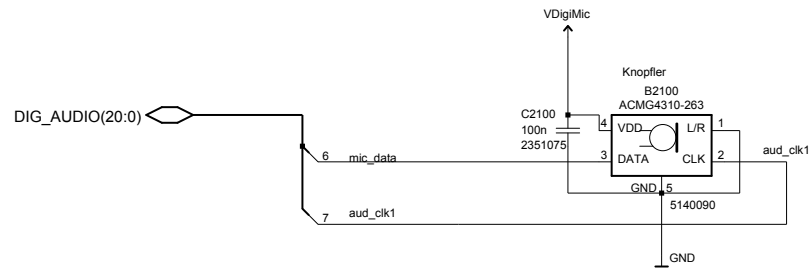 VDigiMic
Knopfler
B2100
ACMG4310-263
DIG_AUDIO(20:0)
C2100
100n
2351075
4 VDD L/R 1
3 DATA CLK 2
aud_clk1
6 mic_data
GND 5
5140090
7 aud_clk1
GND